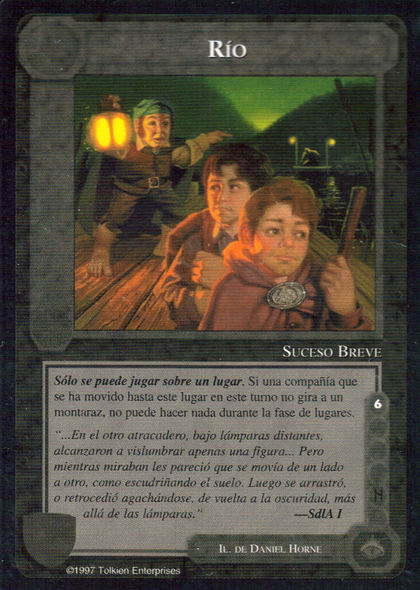 Río
Suceso Breve
Sólo se puede jugar sobre un lugar. Si una compañía que
se ha movido hasta este lugar en este turno no gira a un
montaraz, no puede hacer nada durante la fase de lugares.
6
"...En el otro atracadero, bajo lámparas distantes,
alcanzaron a vislumbrar apenas una figura... Pero
mientras miraban les pareció que se movía de un lado
a otro, como escudriñando el suelo. Luego se arrastró,
o retrocedió agachándose, de vuelta a la oscuridad, más
allá de las lámparas." —SdlA I
Il. de Daniel Horne
©1997 Tolkien Enterprises